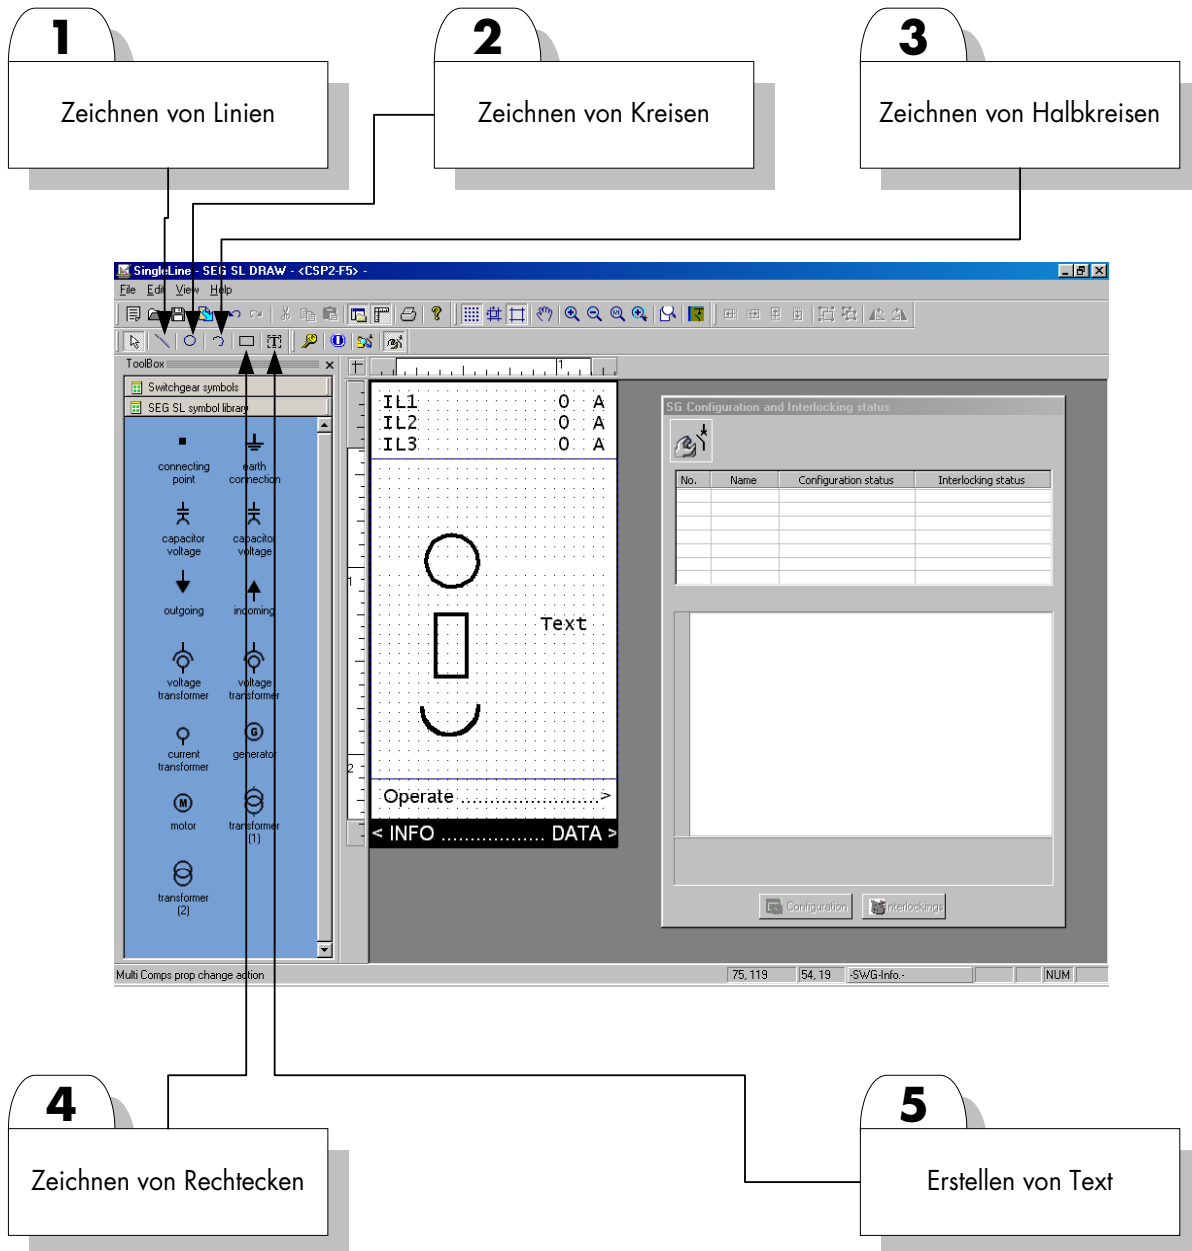 1
Zeichnen von Linien
2
Zeichnen von Kreisen
3
Zeichnen von Halbkreisen
SingleLine - SEG SL DRAW - <CSP2-F5> -
File Edit View Help
ToolBox
Switchgear symbols
SEG SL symbol library
connecting
point
earth
connection
capacitor
voltage
capacitor
voltage
outgoing
incoming
voltage
transformer
voltage
transformer
current
transformer
G
generator
M
motor
transformer
(1)
transformer
(2)
1
1
2
IL1 0 A
IL2 0 A
IL3 0 A
Text
Operate ........................>
< INFO .................. DATA >
SG Configuration and Interlocking status
No. Name Configuration status Interlocking status
Configuration
Interlockings
Multi Comps prop change action
75, 119
54, 19
-SWG-Info.-
NUM
4
Zeichnen von Rechtecken
5
Erstellen von Text